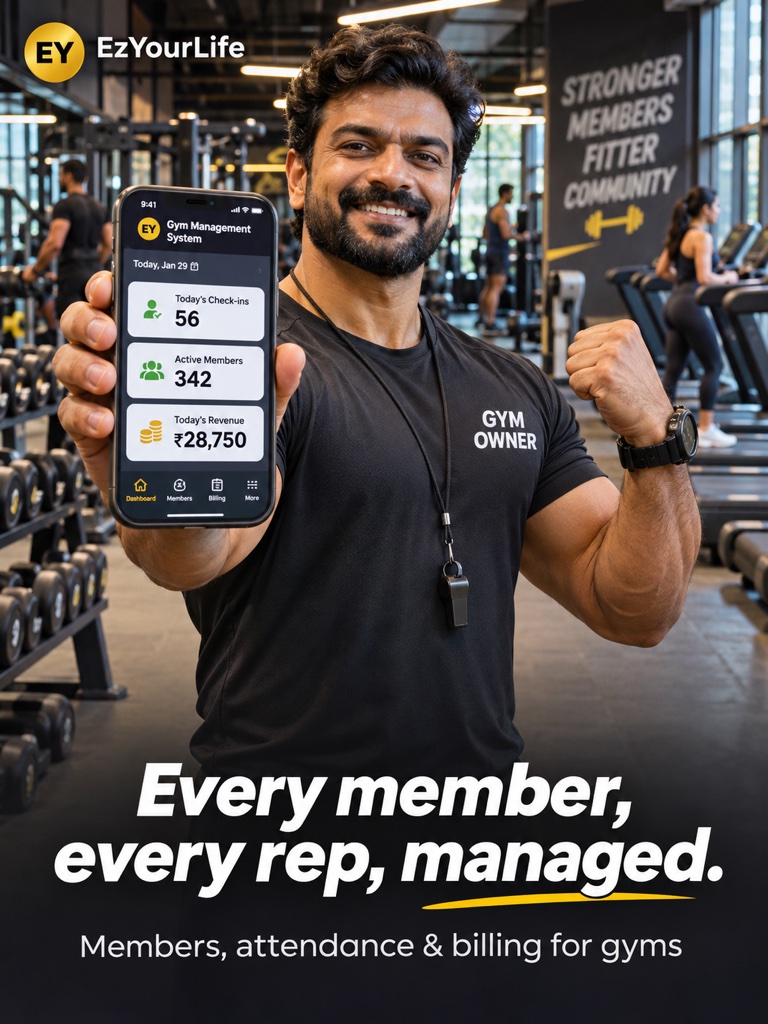 EY EzYourLife
STRONGER
MEMBERS
FITTER
COMMUNITY
9:41
EY Gym Management
System
Today, Jan 29
Today's Check-ins
56
Active Members
342
Today's Revenue
₹28,750
Dashboard Members Billing More
GYM
OWNER
Every member,
every rep, managed.
Members, attendance & billing for gyms